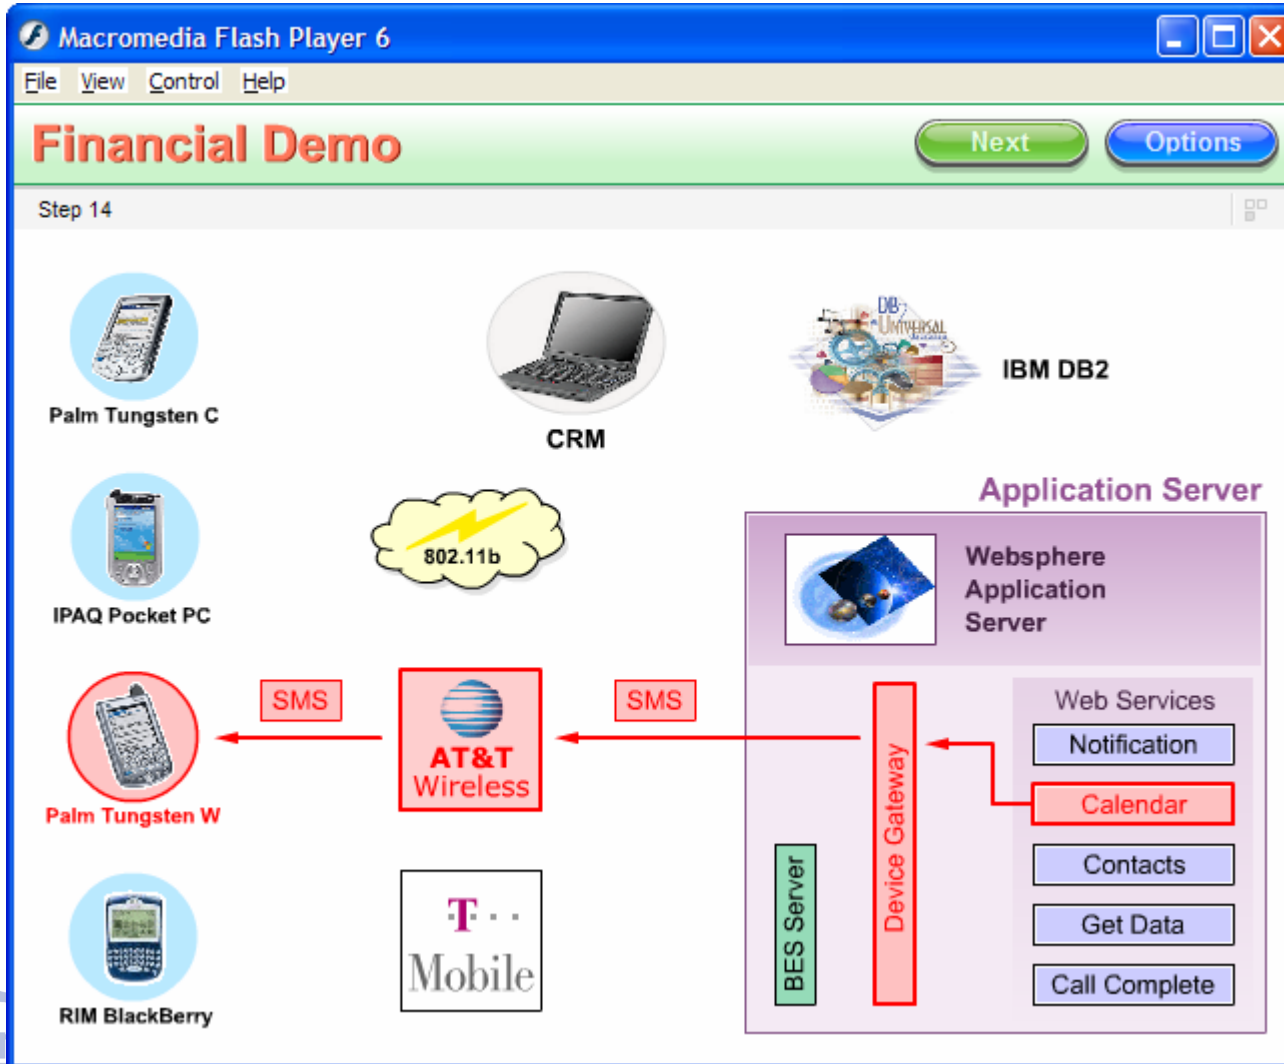 Macromedia Flash Player 6
File View Control Help
Financial Demo
Next
Options
Step 14
Palm Tungsten C
CRM
DB2
UNIVERSAL
IBM DB2
IPAQ Pocket PC
802.11b
Application Server
Websphere
Application
Server
Palm Tungsten W
SMS
AT&T
Wireless
SMS
Device Gateway
BES Server
Web Services
Notification
Calendar
Contacts
Get Data
Call Complete
RIM BlackBerry
T
Mobile